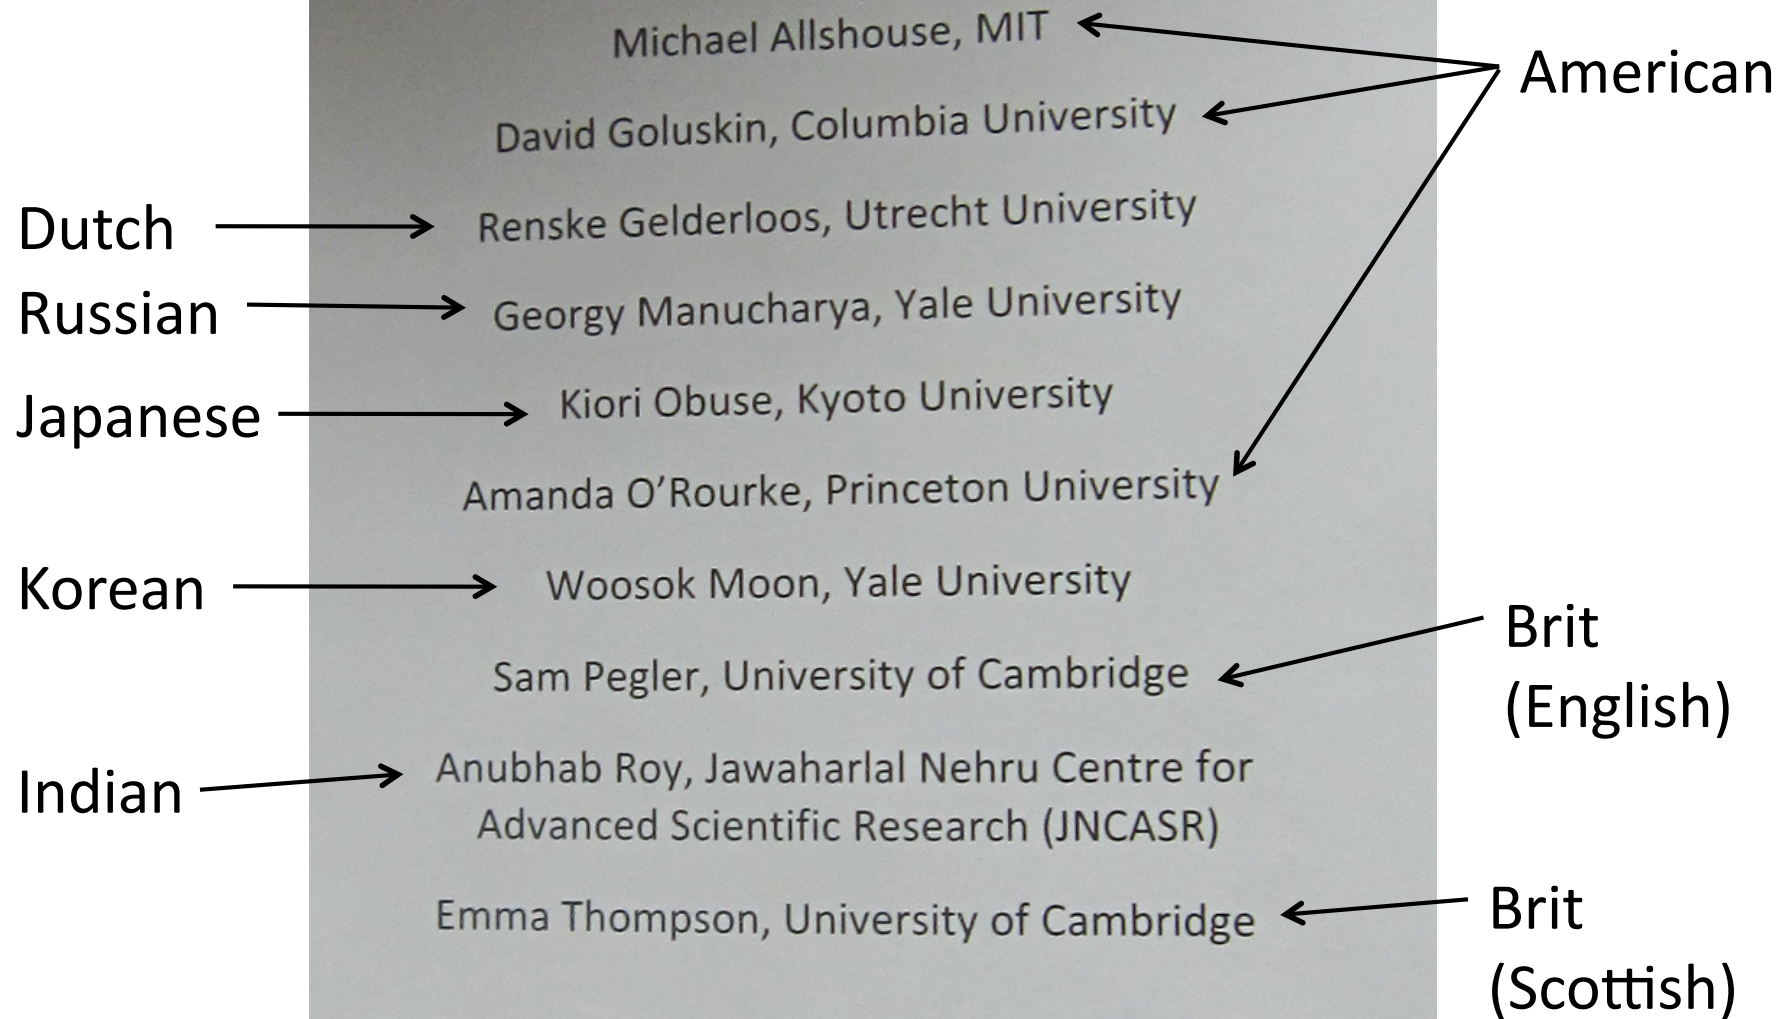 Michael Allshouse, MIT
American
David Goluskin, Columbia University
Dutch
Renske Gelderloos, Utrecht University
Russian
Georgy Manucharya, Yale University
Japanese
Kiori Obuse, Kyoto University
Amanda O’Rourke, Princeton University
Korean
Woosok Moon, Yale University
Brit
(English)
Sam Pegler, University of Cambridge
Indian
Anubhab Roy, Jawaharlal Nehru Centre for
Advanced Scientific Research (JNCASR)
Emma Thompson, University of Cambridge
Brit
(Scottish)